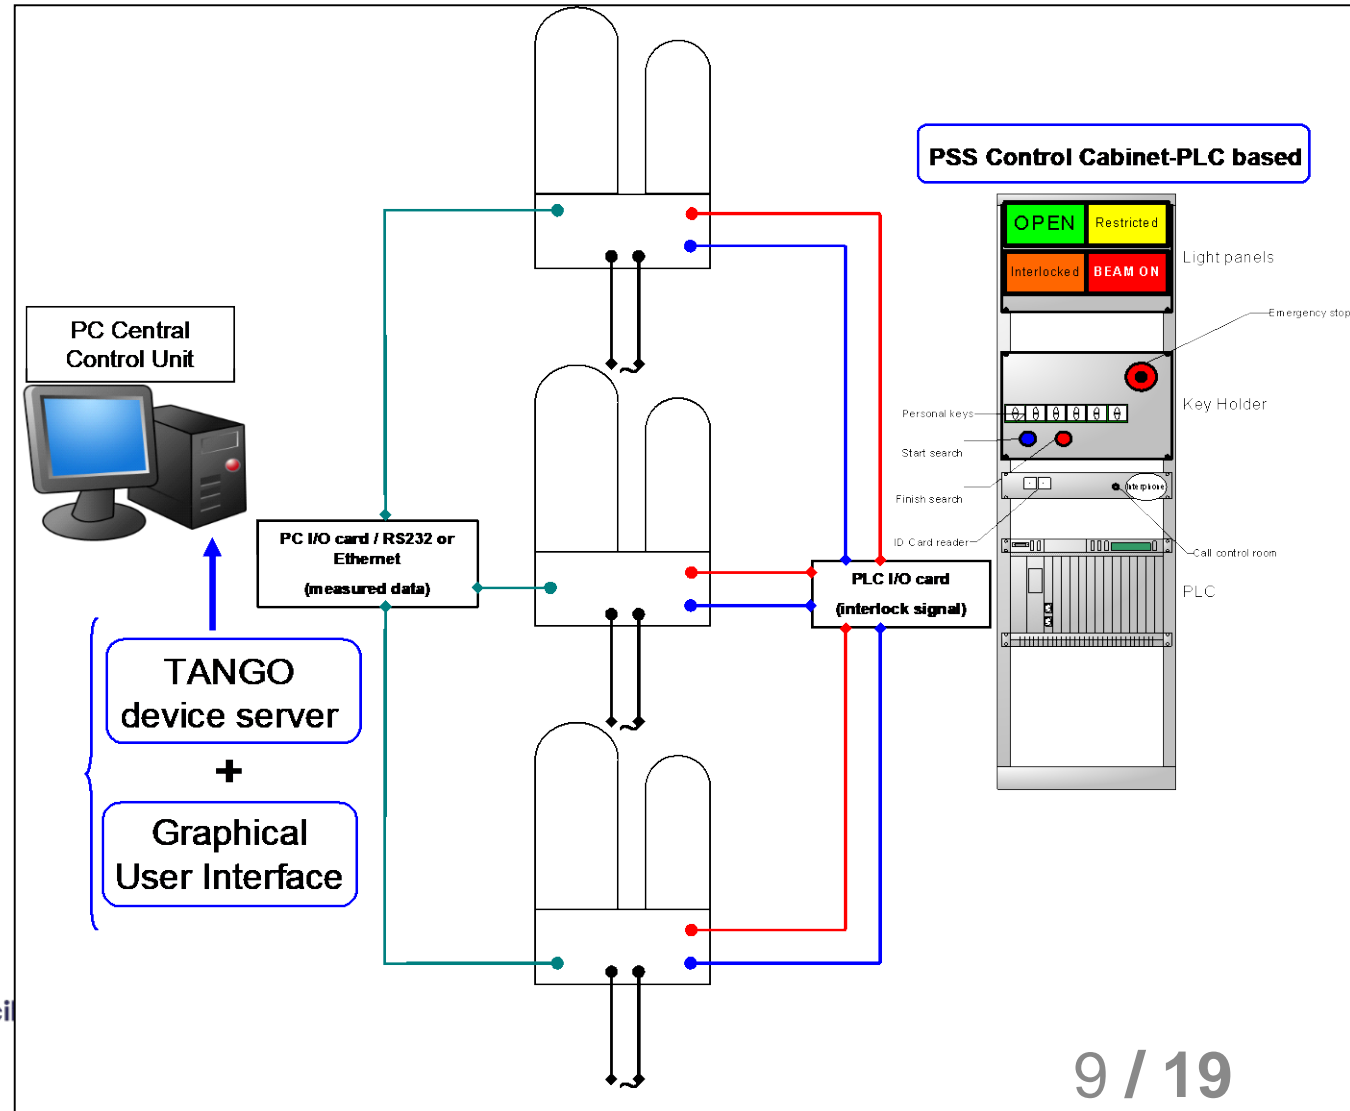 PSS Control Cabinet-PLC based
OPEN
Restricted
Interlocked
BEAM ON
Light panels
Emergency stop
PC Central
Control Unit
Key Holder
Personal keys
Start search
Finish search
Interphone
ID Card reader
Call control room
PLC
PC I/O card / RS232 or
Ethernet
(measured data)
PLC I/O card
(interlock signal)
TANGO
device server
+
Graphical
User Interface
~
~
~
cil
9 / 19